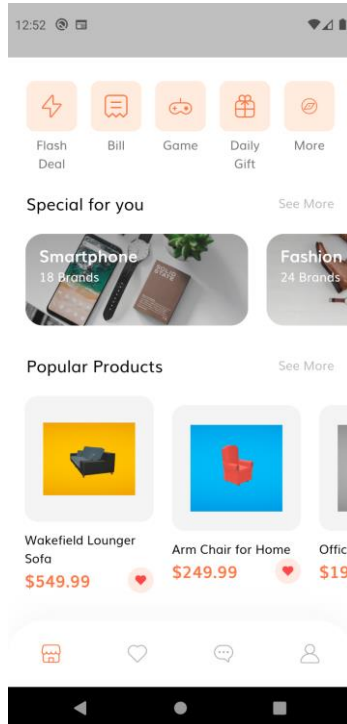 12:52
Flash
Deal
Bill
Game
Daily
Gift
More
Special for you
See More
Smartphone
18 Brands
Fashion
24 Brands
Popular Products
See More
Wakefield Lounger
Sofa
$549.99
Arm Chair for Home
$249.99
Offic
$19